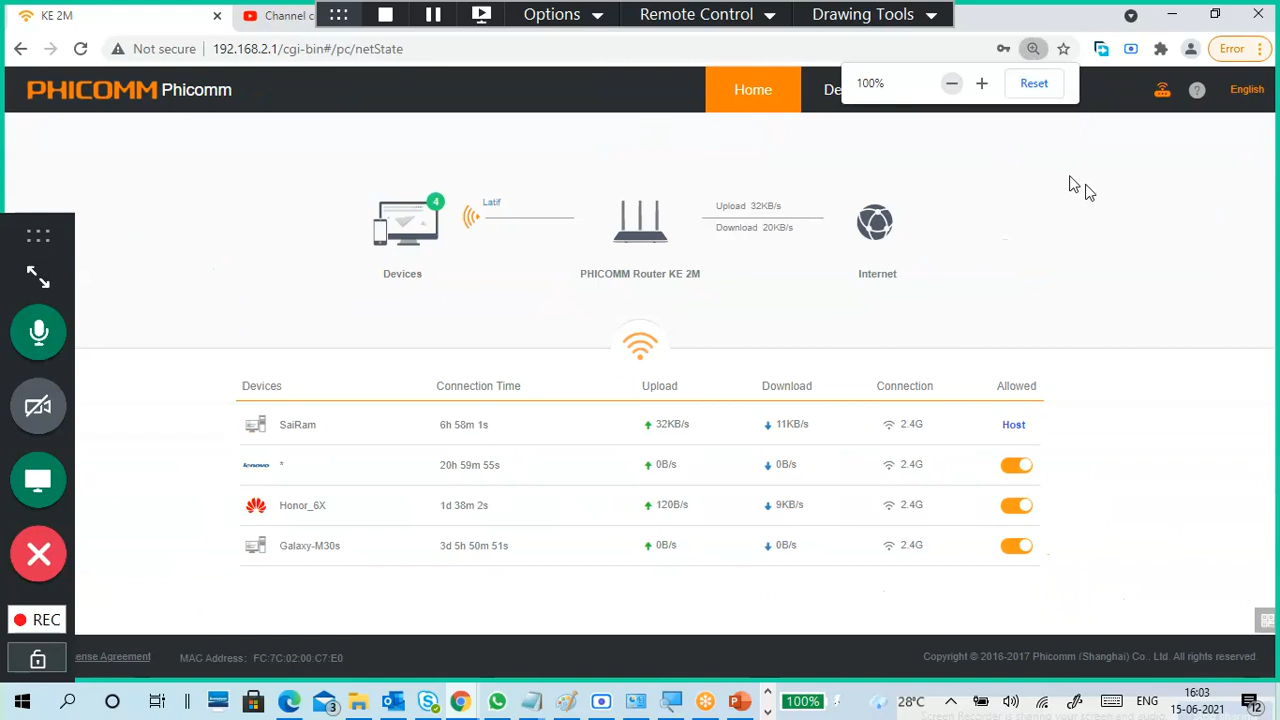 KE 2M
Channel c
Options
Remote Control
Drawing Tools
Not secure
192.168.2.1/cgi-bin#/pc/netState
Error
PHICOMM Phicomm
Home
De
100%
Reset
English
4
Latif
Upload 32KB/s
Download 20KB/s
Devices
PHICOMM Router KE 2M
Internet
Devices Connection Time Upload Download Connection Allowed
SaiRam 6h 58m 1s 32KB/s 11KB/s 2.4G Host
lenovo * 20h 59m 55s 0B/s 0B/s 2.4G
Honor_6X 1d 38m 2s 120B/s 9KB/s 2.4G
Galaxy-M30s 3d 5h 50m 51s 0B/s 0B/s 2.4G
REC
ense Agreement
MAC Address: FC:7C:02:00:C7:E0
Copyright © 2016-2017 Phicomm (Shanghai) Co., Ltd. All rights reserved.
3
100%
28°C
ENG
16:03
15-06-2021
12